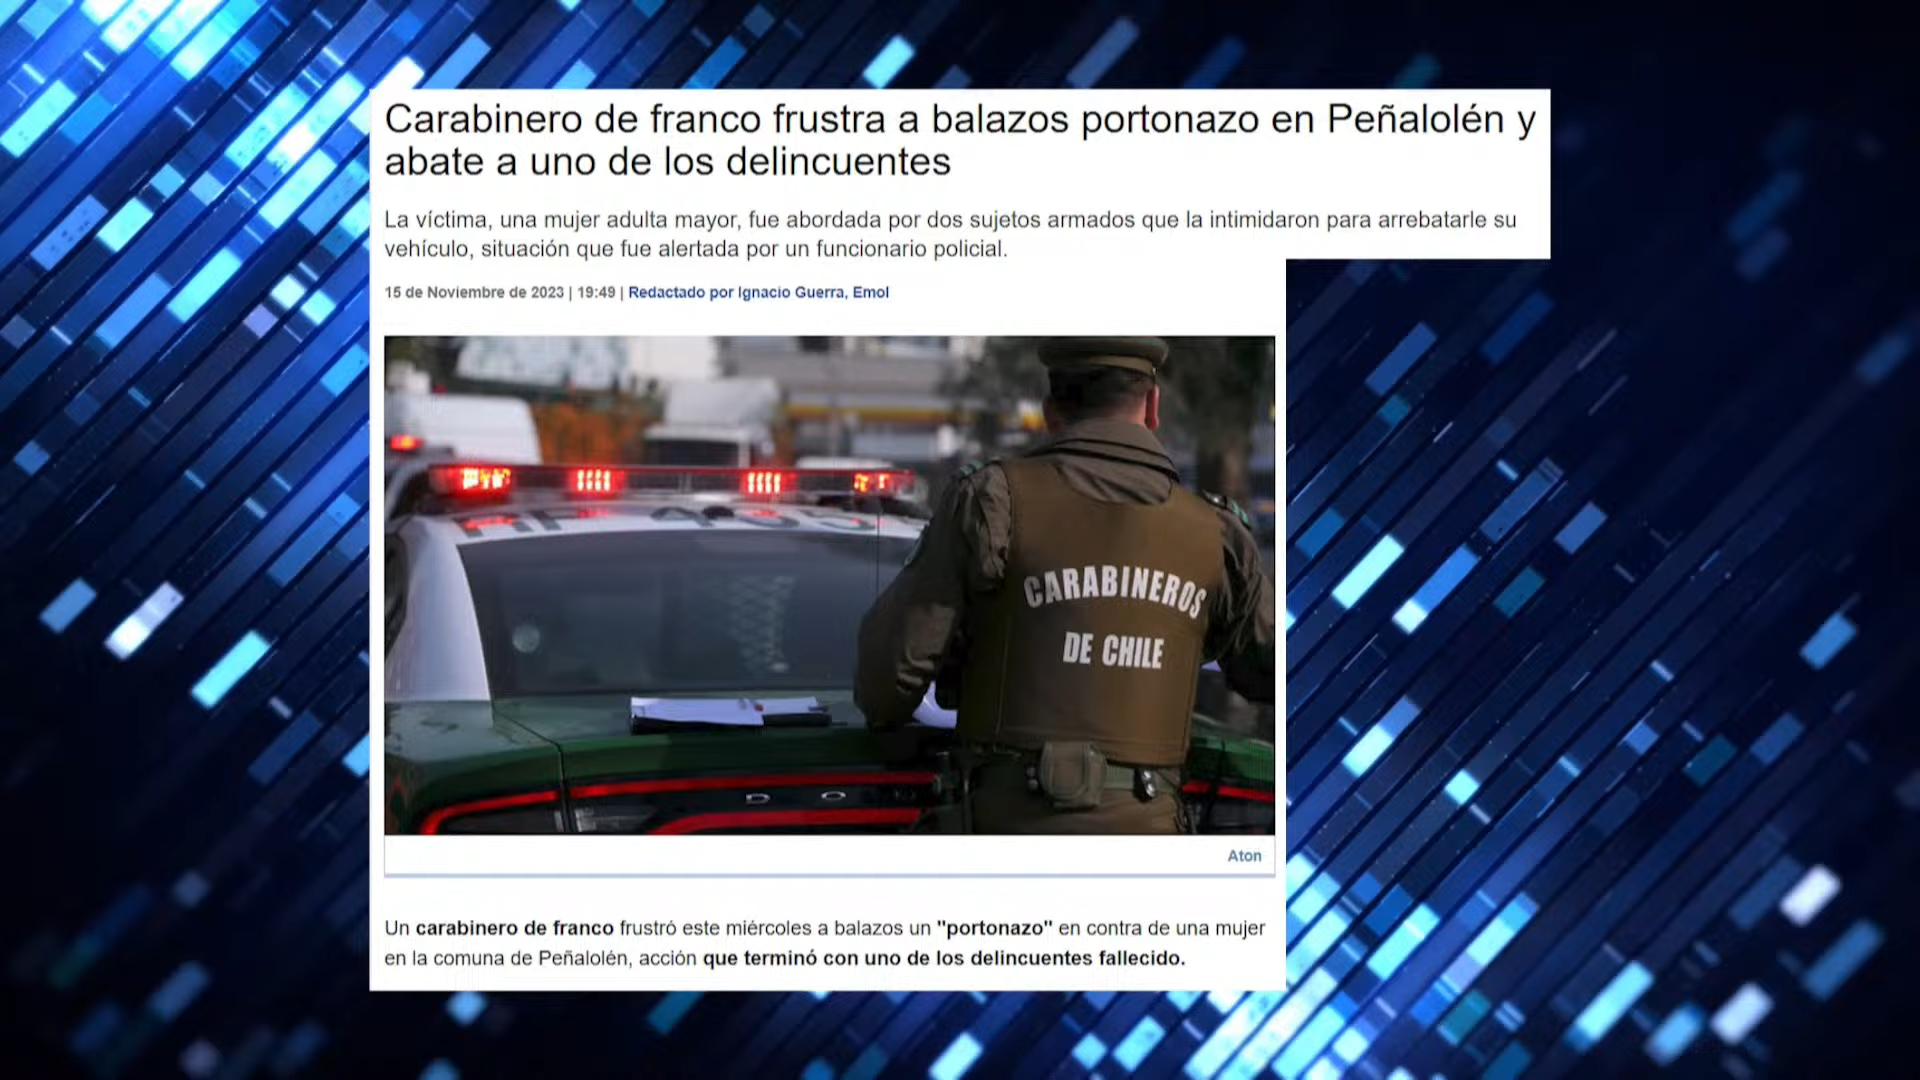 Carabinero de franco frustra a balazos portonazo en Peñalolén y
abate a uno de los delincuentes
La víctima, una mujer adulta mayor, fue abordada por dos sujetos armados que la intimidaron para arrebatarle su
vehículo, situación que fue alertada por un funcionario policial.
15 de Noviembre de 2023 | 19:49 | Redactado por Ignacio Guerra, Emol
CARABINEROS
DE CHILE
Aton
Un carabinero de franco frustró este miércoles a balazos un "portonazo" en contra de una mujer
en la comuna de Peñalolén, acción que terminó con uno de los delincuentes fallecido.